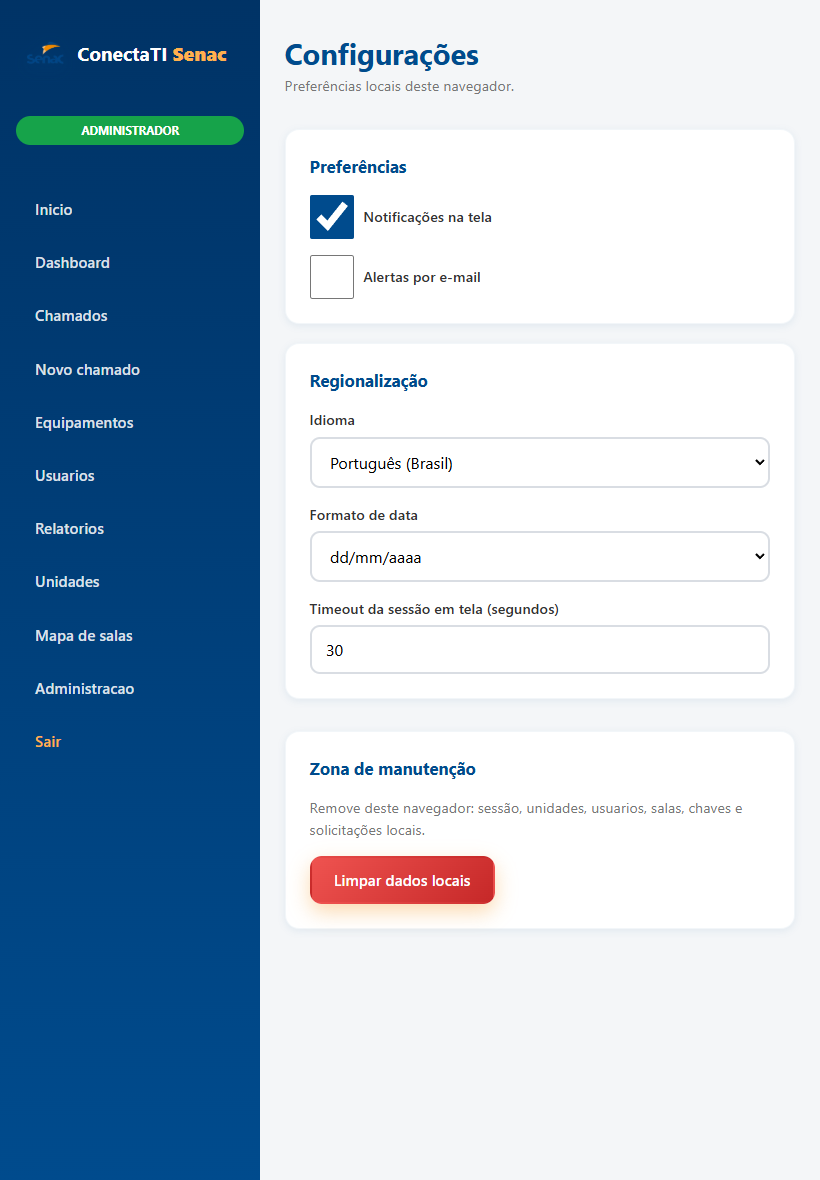 Senac
ConectaTI Senac
ADMINISTRADOR
Inicio
Dashboard
Chamados
Novo chamado
Equipamentos
Usuarios
Relatorios
Unidades
Mapa de salas
Administracao
Sair
Configurações
Preferências locais deste navegador.
Preferências
Notificações na tela
Alertas por e-mail
Regionalização
Idioma
Português (Brasil)
Formato de data
dd/mm/aaaa
Timeout da sessão em tela (segundos)
30
Zona de manutenção
Remove deste navegador: sessão, unidades, usuarios, salas, chaves e
solicitações locais.
Limpar dados locais